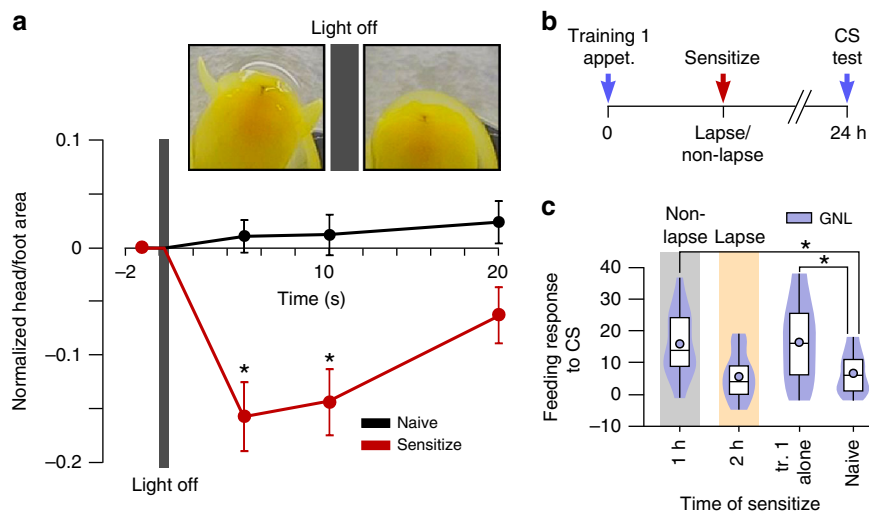 a
Light off
0.1
0
−0.1
−0.2
−2
10
20
Time (s)
Normalized head/foot area
*
*
Naive
Sensitize
Light off
b
Training 1
appet.
Sensitize
CS
test
0
Lapse/
non-lapse
24 h
c
GNL
Non-
lapse
Lapse
*
*
40
30
20
10
0
−10
Feeding response
to CS
1 h
2 h
tr. 1
alone
Naive
Time of sensitize